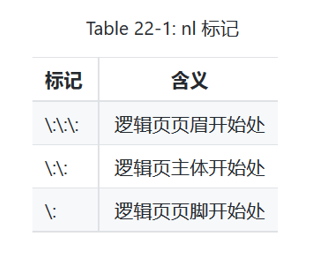 Table 22-1: nl 标记
标记 含义
\:\:\: 逻辑页页眉开始处
\:\: 逻辑页主体开始处
\: 逻辑页页脚开始处